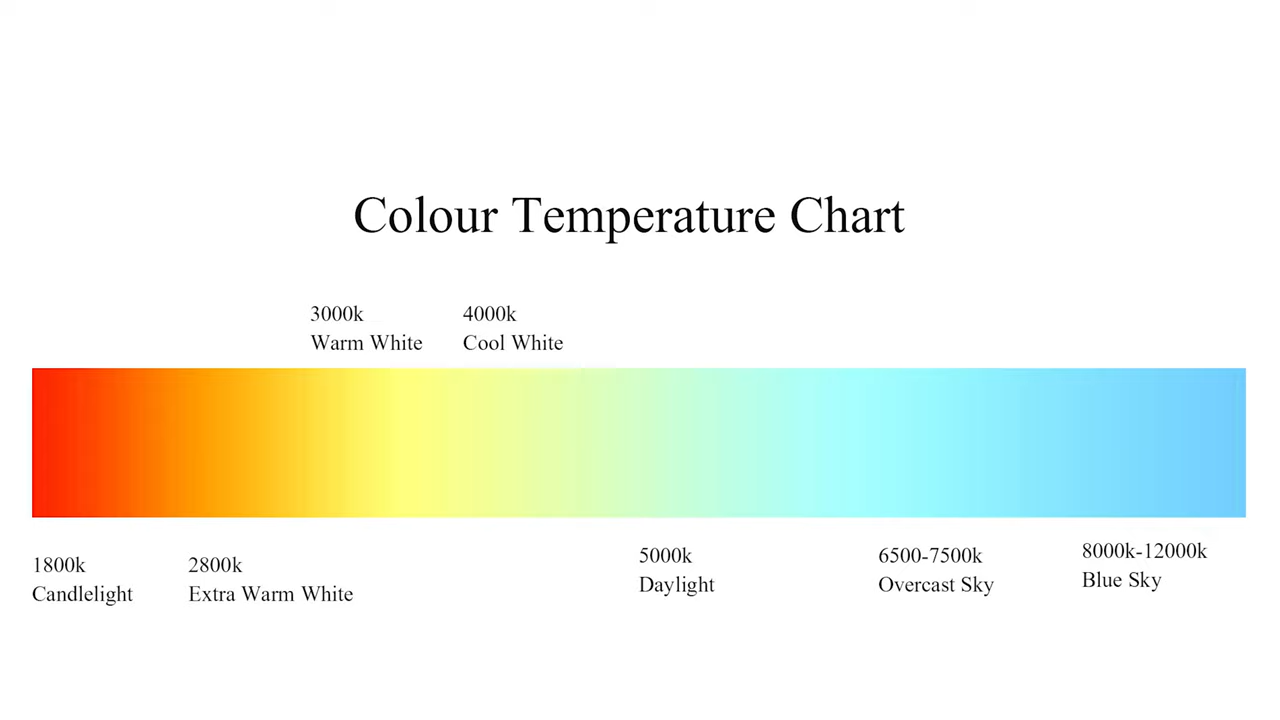 Colour Temperature Chart
3000k
Warm White
4000k
Cool White
1800k
Candlelight
2800k
Extra Warm White
5000k
Daylight
6500-7500k
Overcast Sky
8000k-12000k
Blue Sky